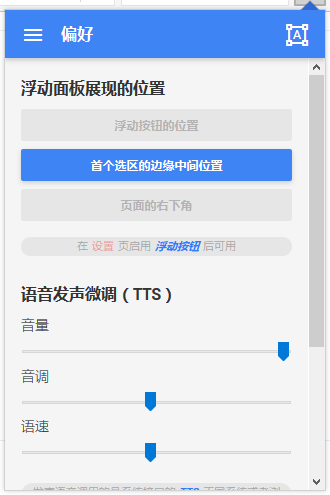 偏好
A
浮动面板展现的位置
浮动按钮的位置
首个选区的边缘中间位置
页面的右下角
在 设置 页启用 浮动按钮 后可用
语音发声微调（TTS）
音量
音调
语速